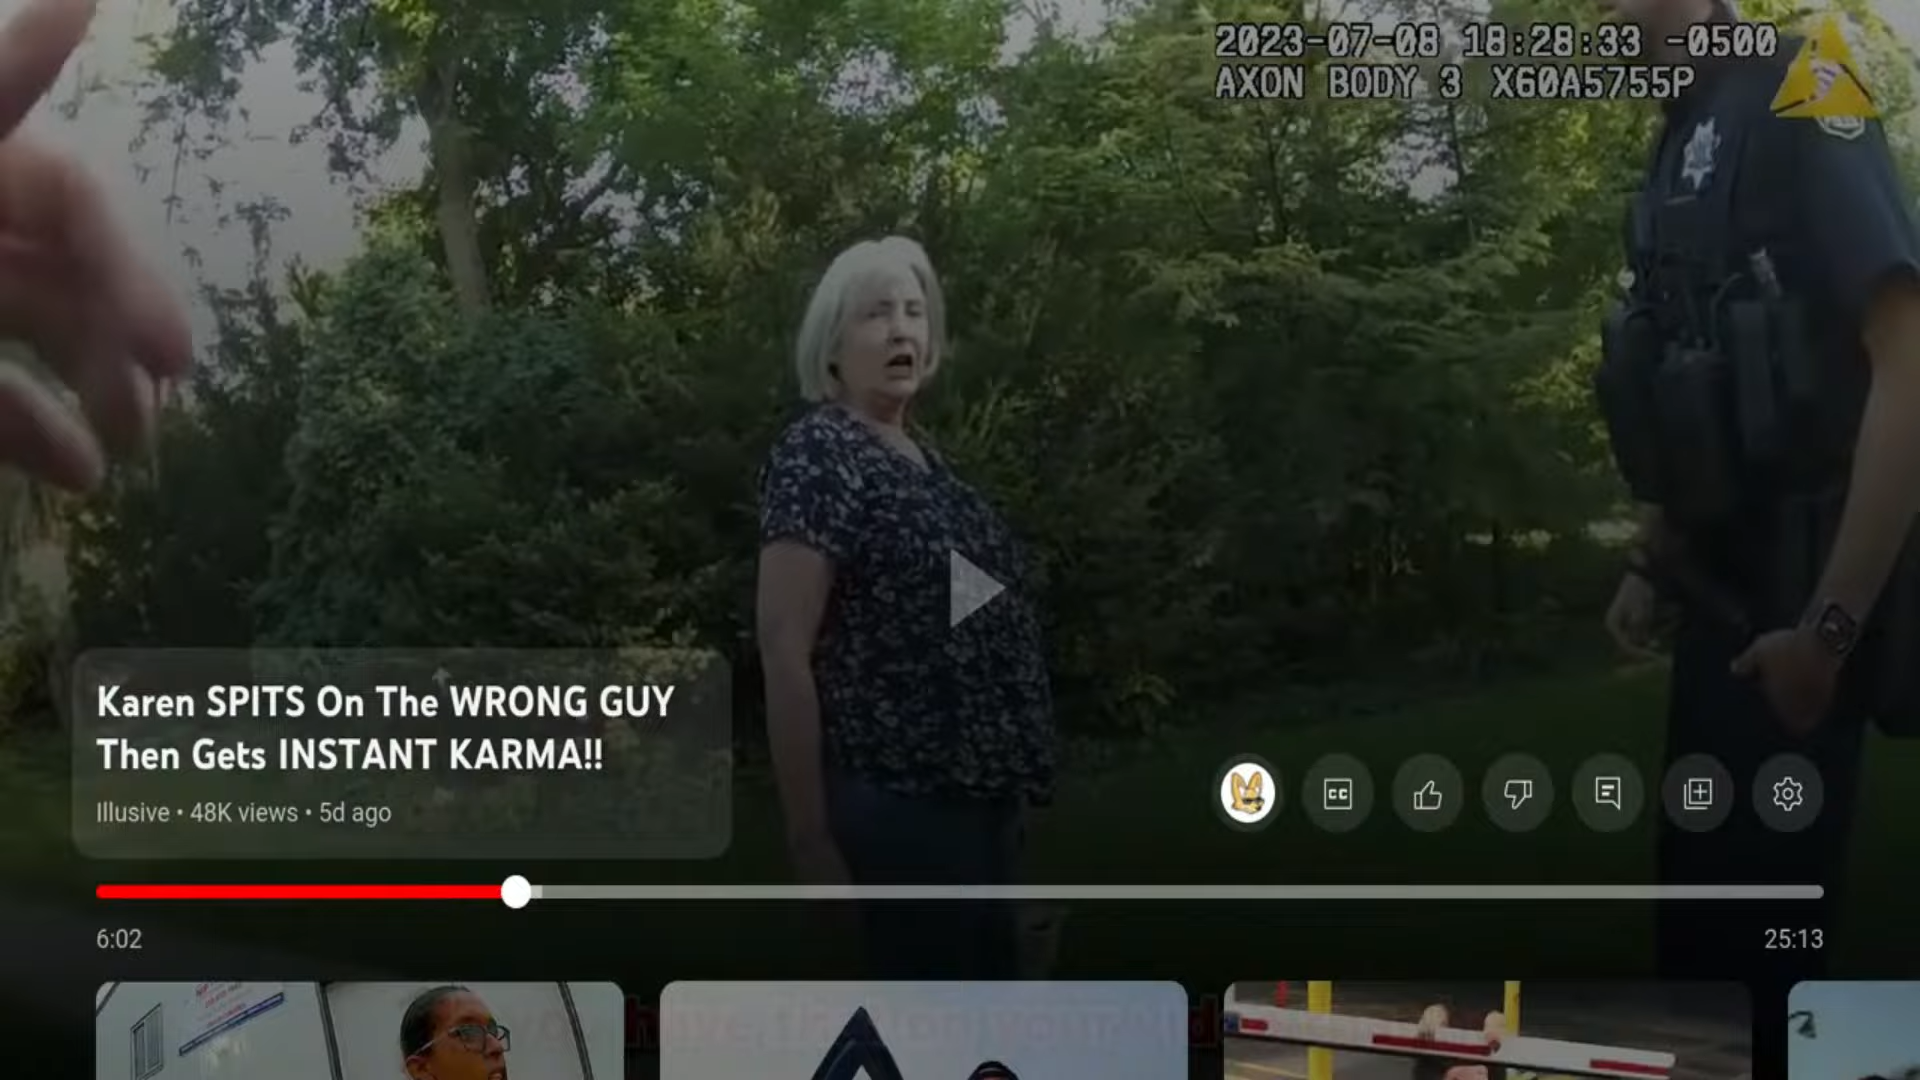 2023-07-08 18:28:33 -0500
AXON BODY 3 X60A5755P
Karen SPITS On The WRONG GUY
Then Gets INSTANT KARMA!!
Illusive • 48K views • 5d ago
CC
6:02
25:13